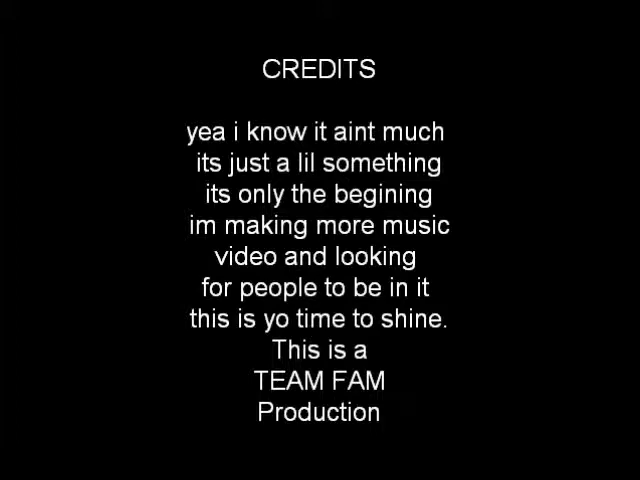 CREDITS
yea i know it aint much
its just a lil something
its only the begining
im making more music
video and looking
for people to be in it
this is yo time to shine.
This is a
TEAM FAM
Production